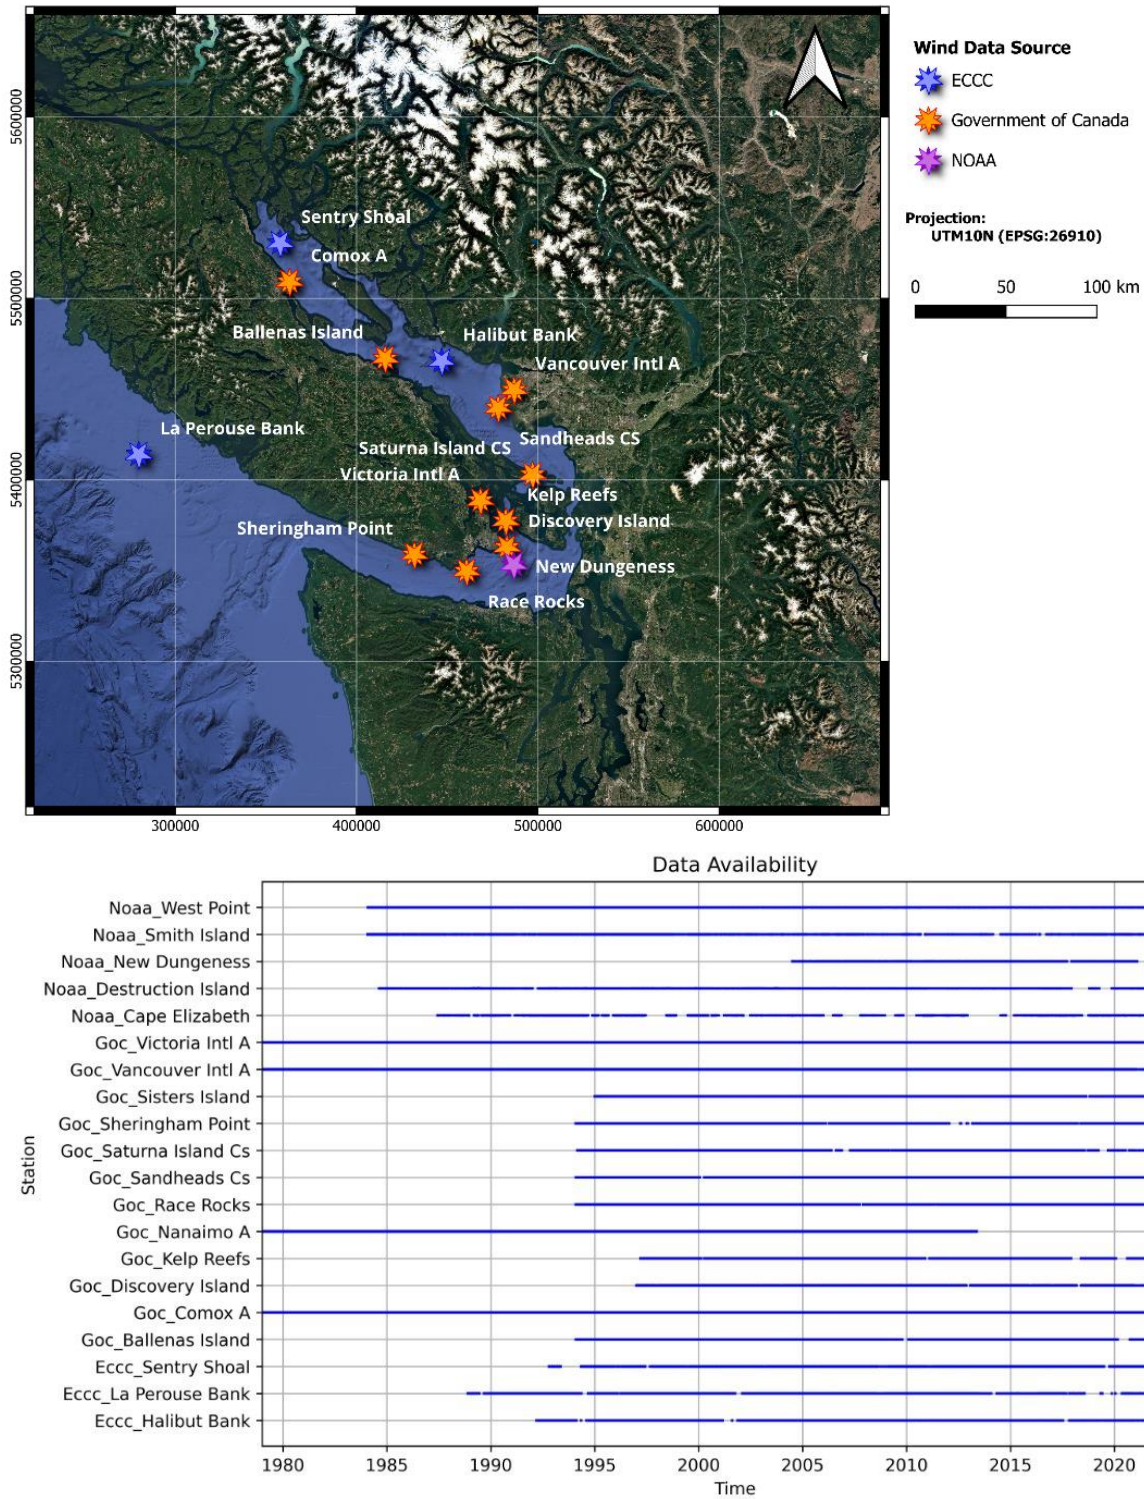 Wind Data Source
ECCC
Government of Canada
NOAA
Projection:
UTM10N (EPSG:26910)
0 50 100 km
5600000
5500000
5400000
5300000
Sentry Shoal
Comox A
Ballenas Island
Halibut Bank
Vancouver Intl A
La Perouse Bank
Sandheads CS
Saturna Island CS
Victoria Intl A
Kelp Reefs
Discovery Island
Sheringham Point
New Dungeness
Race Rocks
300000 400000 500000 600000
Data Availability
Station
Noaa_West Point
Noaa_Smith Island
Noaa_New Dungeness
Noaa_Destruction Island
Noaa_Cape Elizabeth
Goc_Victoria Intl A
Goc_Vancouver Intl A
Goc_Sisters Island
Goc_Sheringham Point
Goc_Saturna Island Cs
Goc_Sandheads Cs
Goc_Race Rocks
Goc_Nanaimo A
Goc_Kelp Reefs
Goc_Discovery Island
Goc_Comox A
Goc_Ballenas Island
Eccc_Sentry Shoal
Eccc_La Perouse Bank
Eccc_Halibut Bank
1980 1985 1990 1995 2000 2005 2010 2015 2020
Time